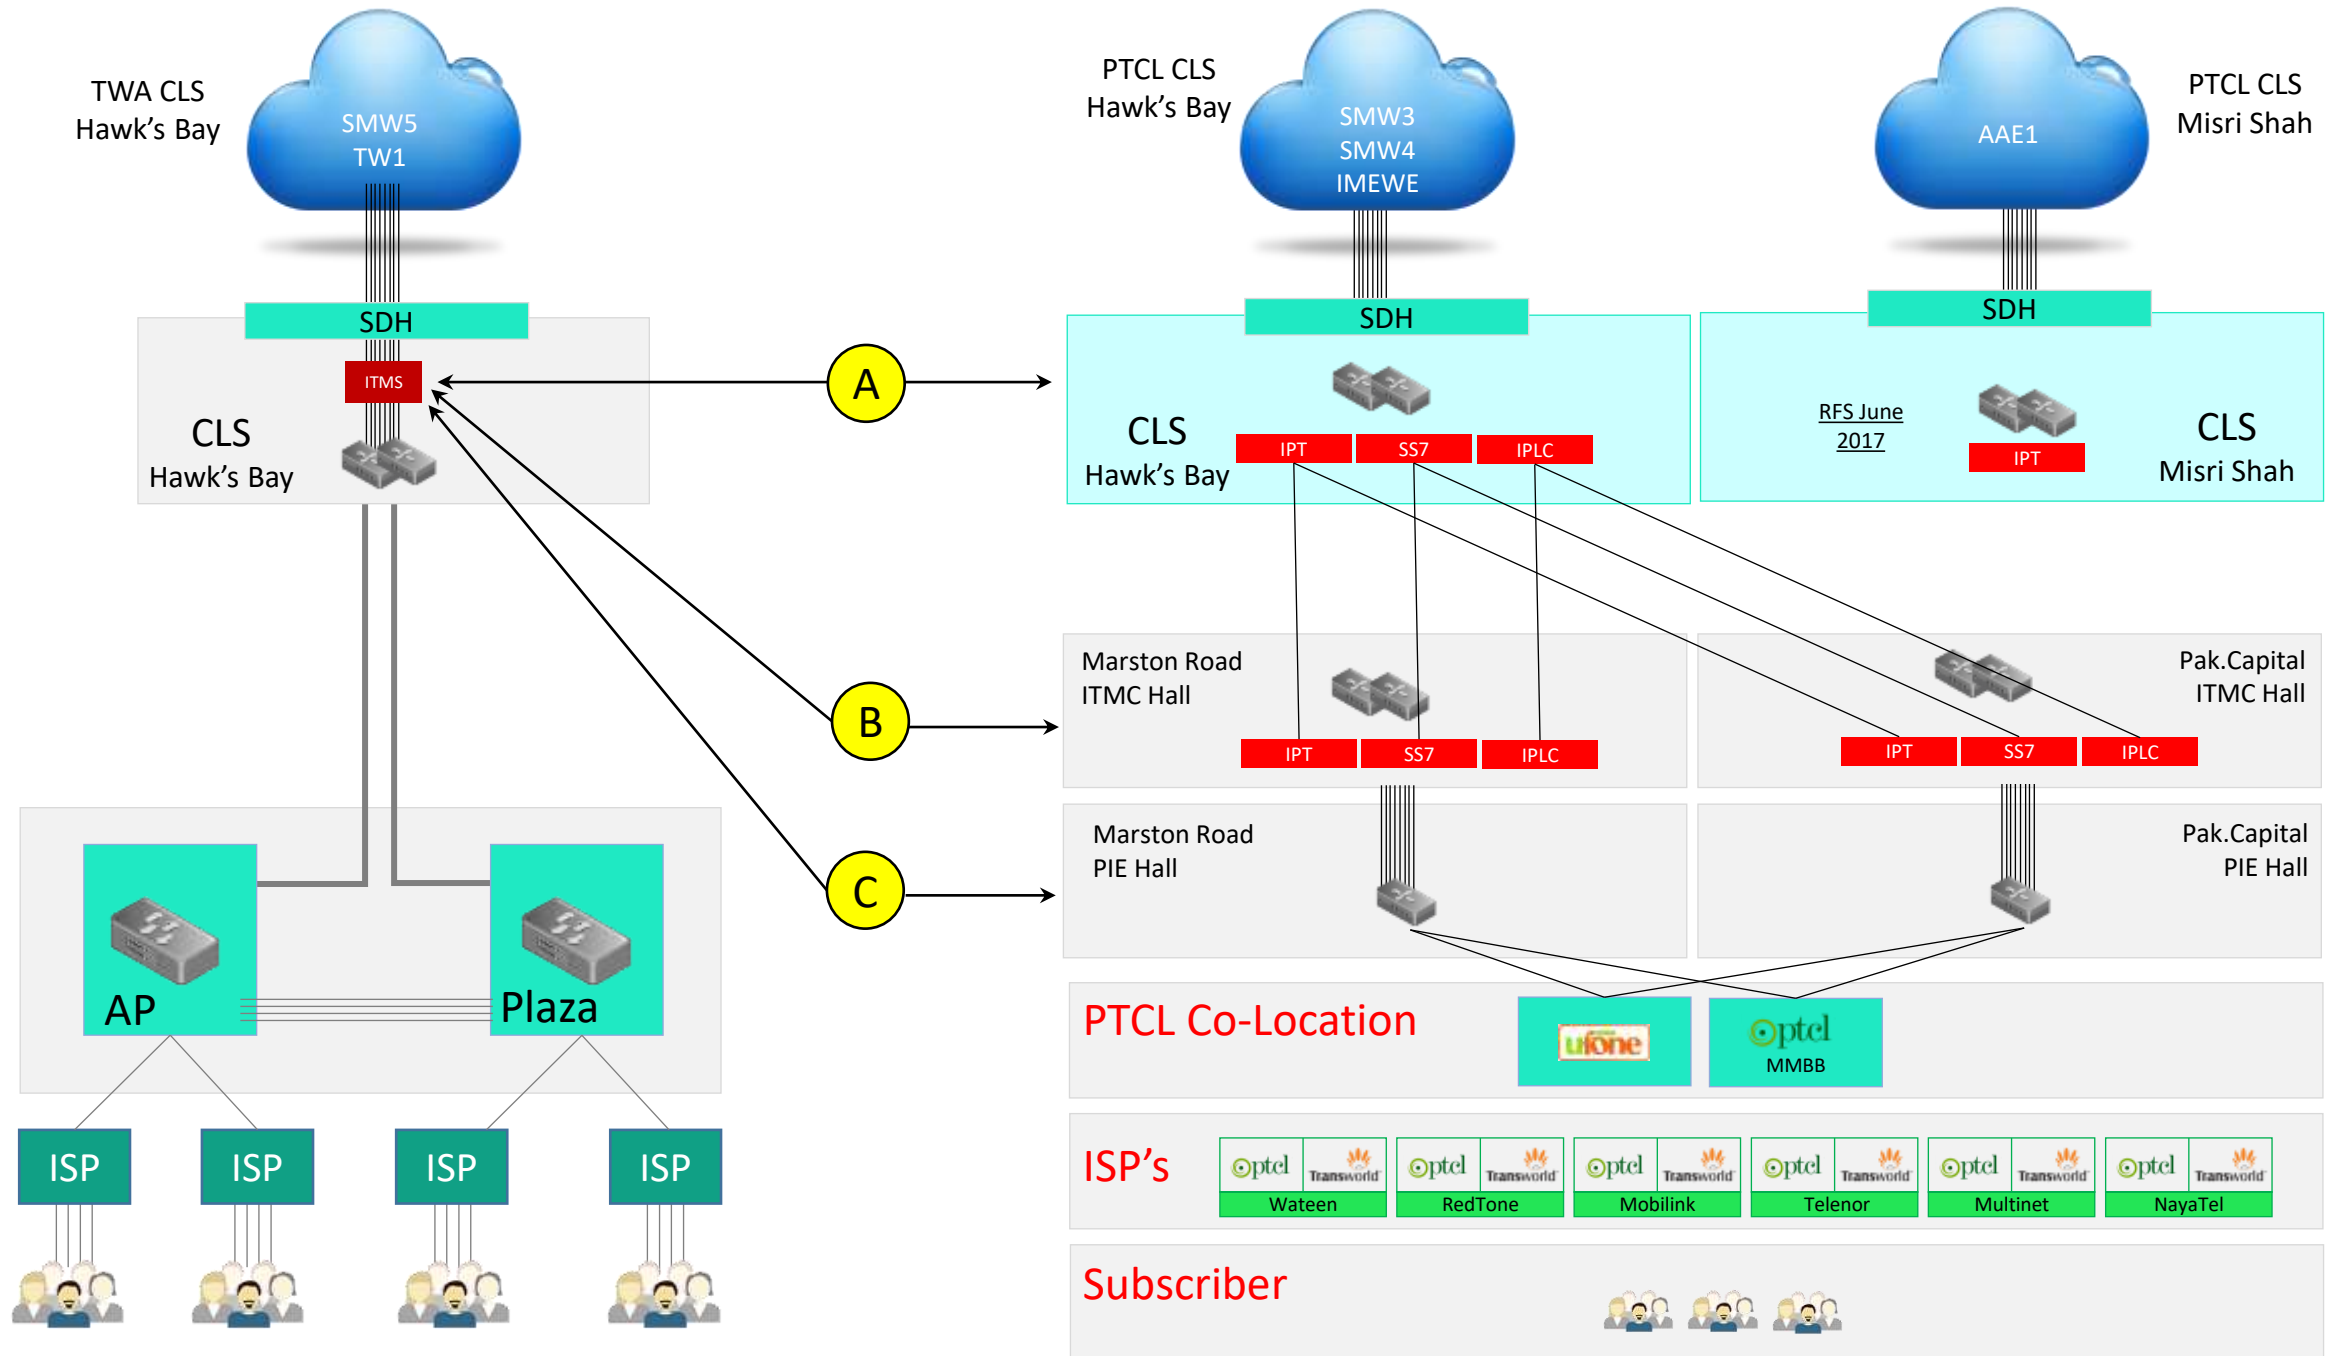 TWA CLS
Hawk's Bay
SMW5
TW1
PTCL CLS
Hawk's Bay
SMW3
SMW4
IMEWE
AAE1
PTCL CLS
Misri Shah
SDH
SDH
SDH
ITMS
CLS
Hawk's Bay
A
CLS
Hawk's Bay
IPT
SS7
IPLC
RFS June
2017
IPT
CLS
Misri Shah
B
Marston Road
ITMC Hall
IPT
SS7
IPLC
Pak.Capital
ITMC Hall
IPT
SS7
IPLC
C
Marston Road
PIE Hall
Pak.Capital
PIE Hall
AP
Plaza
PTCL Co-Location
ufone
ptcl
MMBB
ISP
ISP
ISP
ISP
ISP's
ptcl
Transworld
Wateen
ptcl
Transworld
RedTone
ptcl
Transworld
Mobilink
ptcl
Transworld
Telenor
ptcl
Transworld
Multinet
ptcl
Transworld
NayaTel
Subscriber